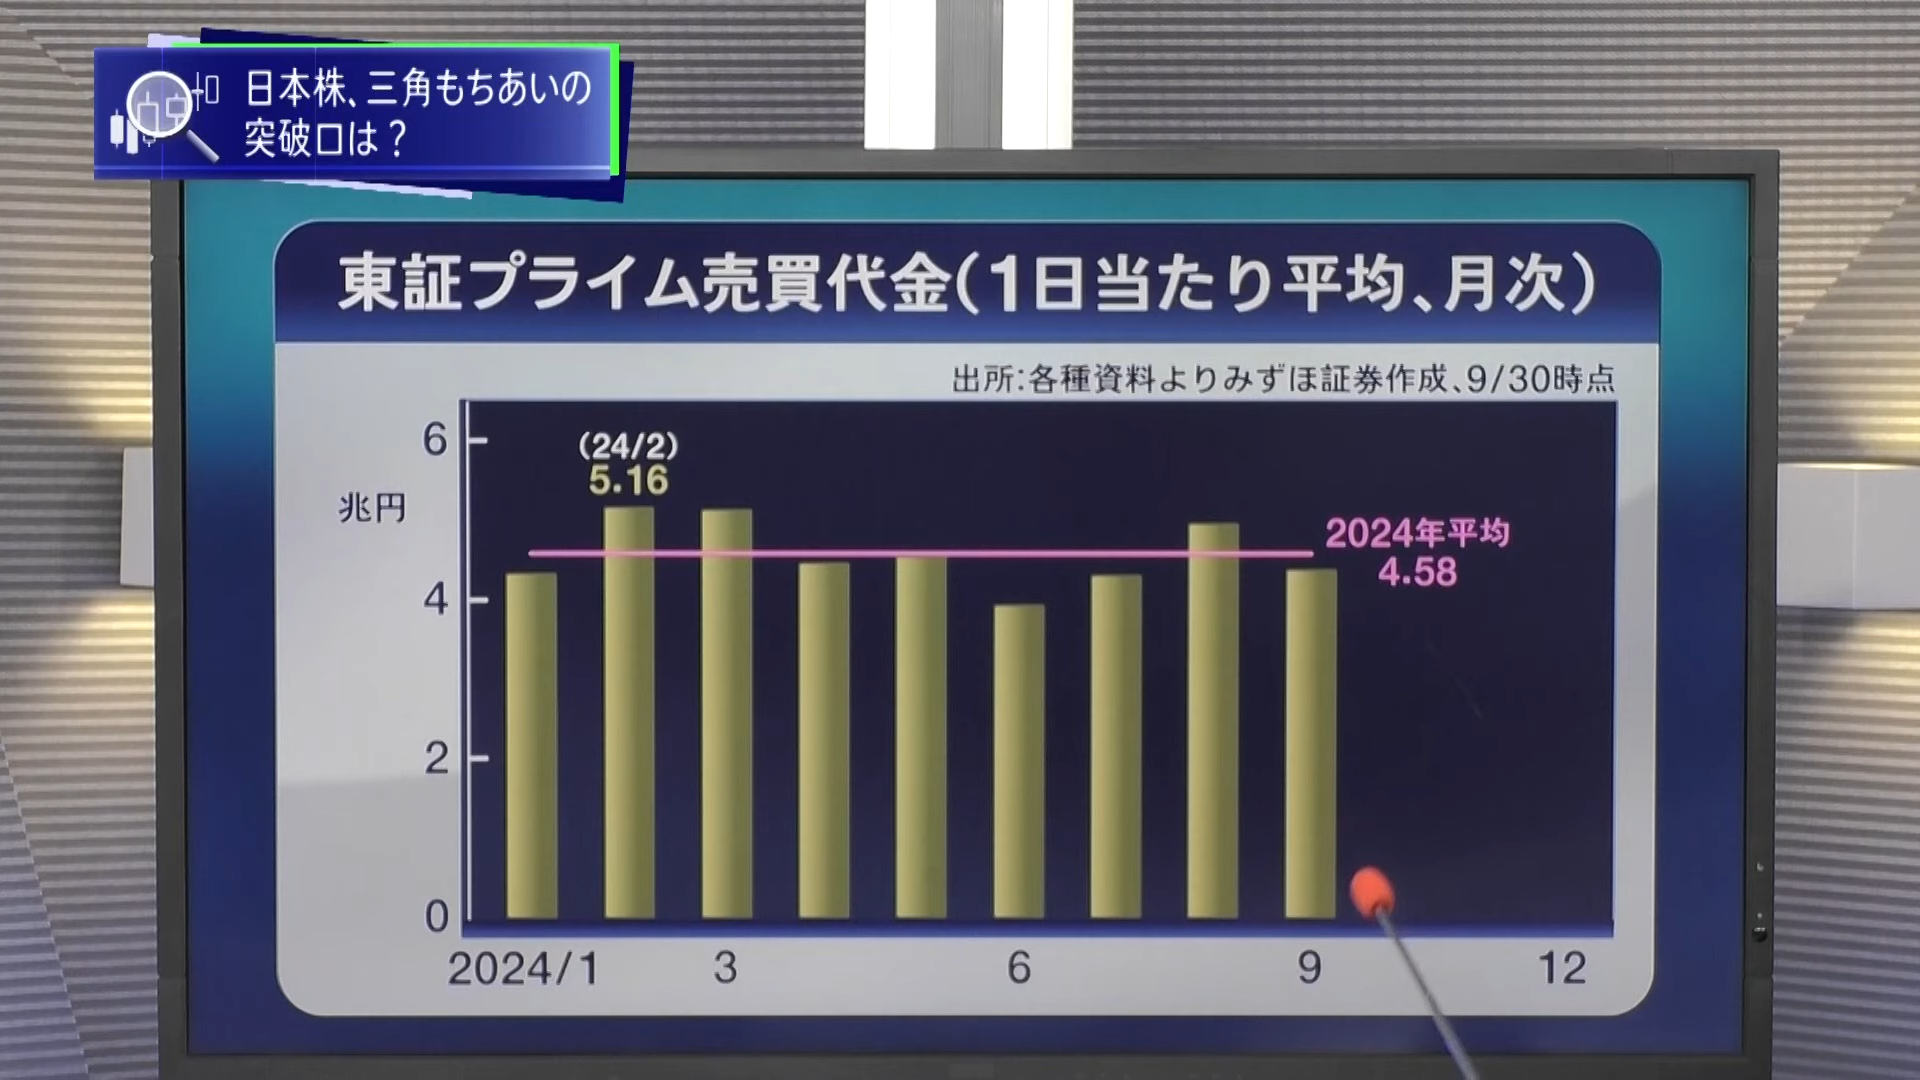 日本株、三角もちあいの
突破口は？
東証プライム売買代金(1日当たり平均、月次)
出所:各種資料よりみずほ証券作成、9/30時点
6
兆円
4
2
0
(24/2)
5.16
2024年平均
4.58
2024/1 3 6 9 12